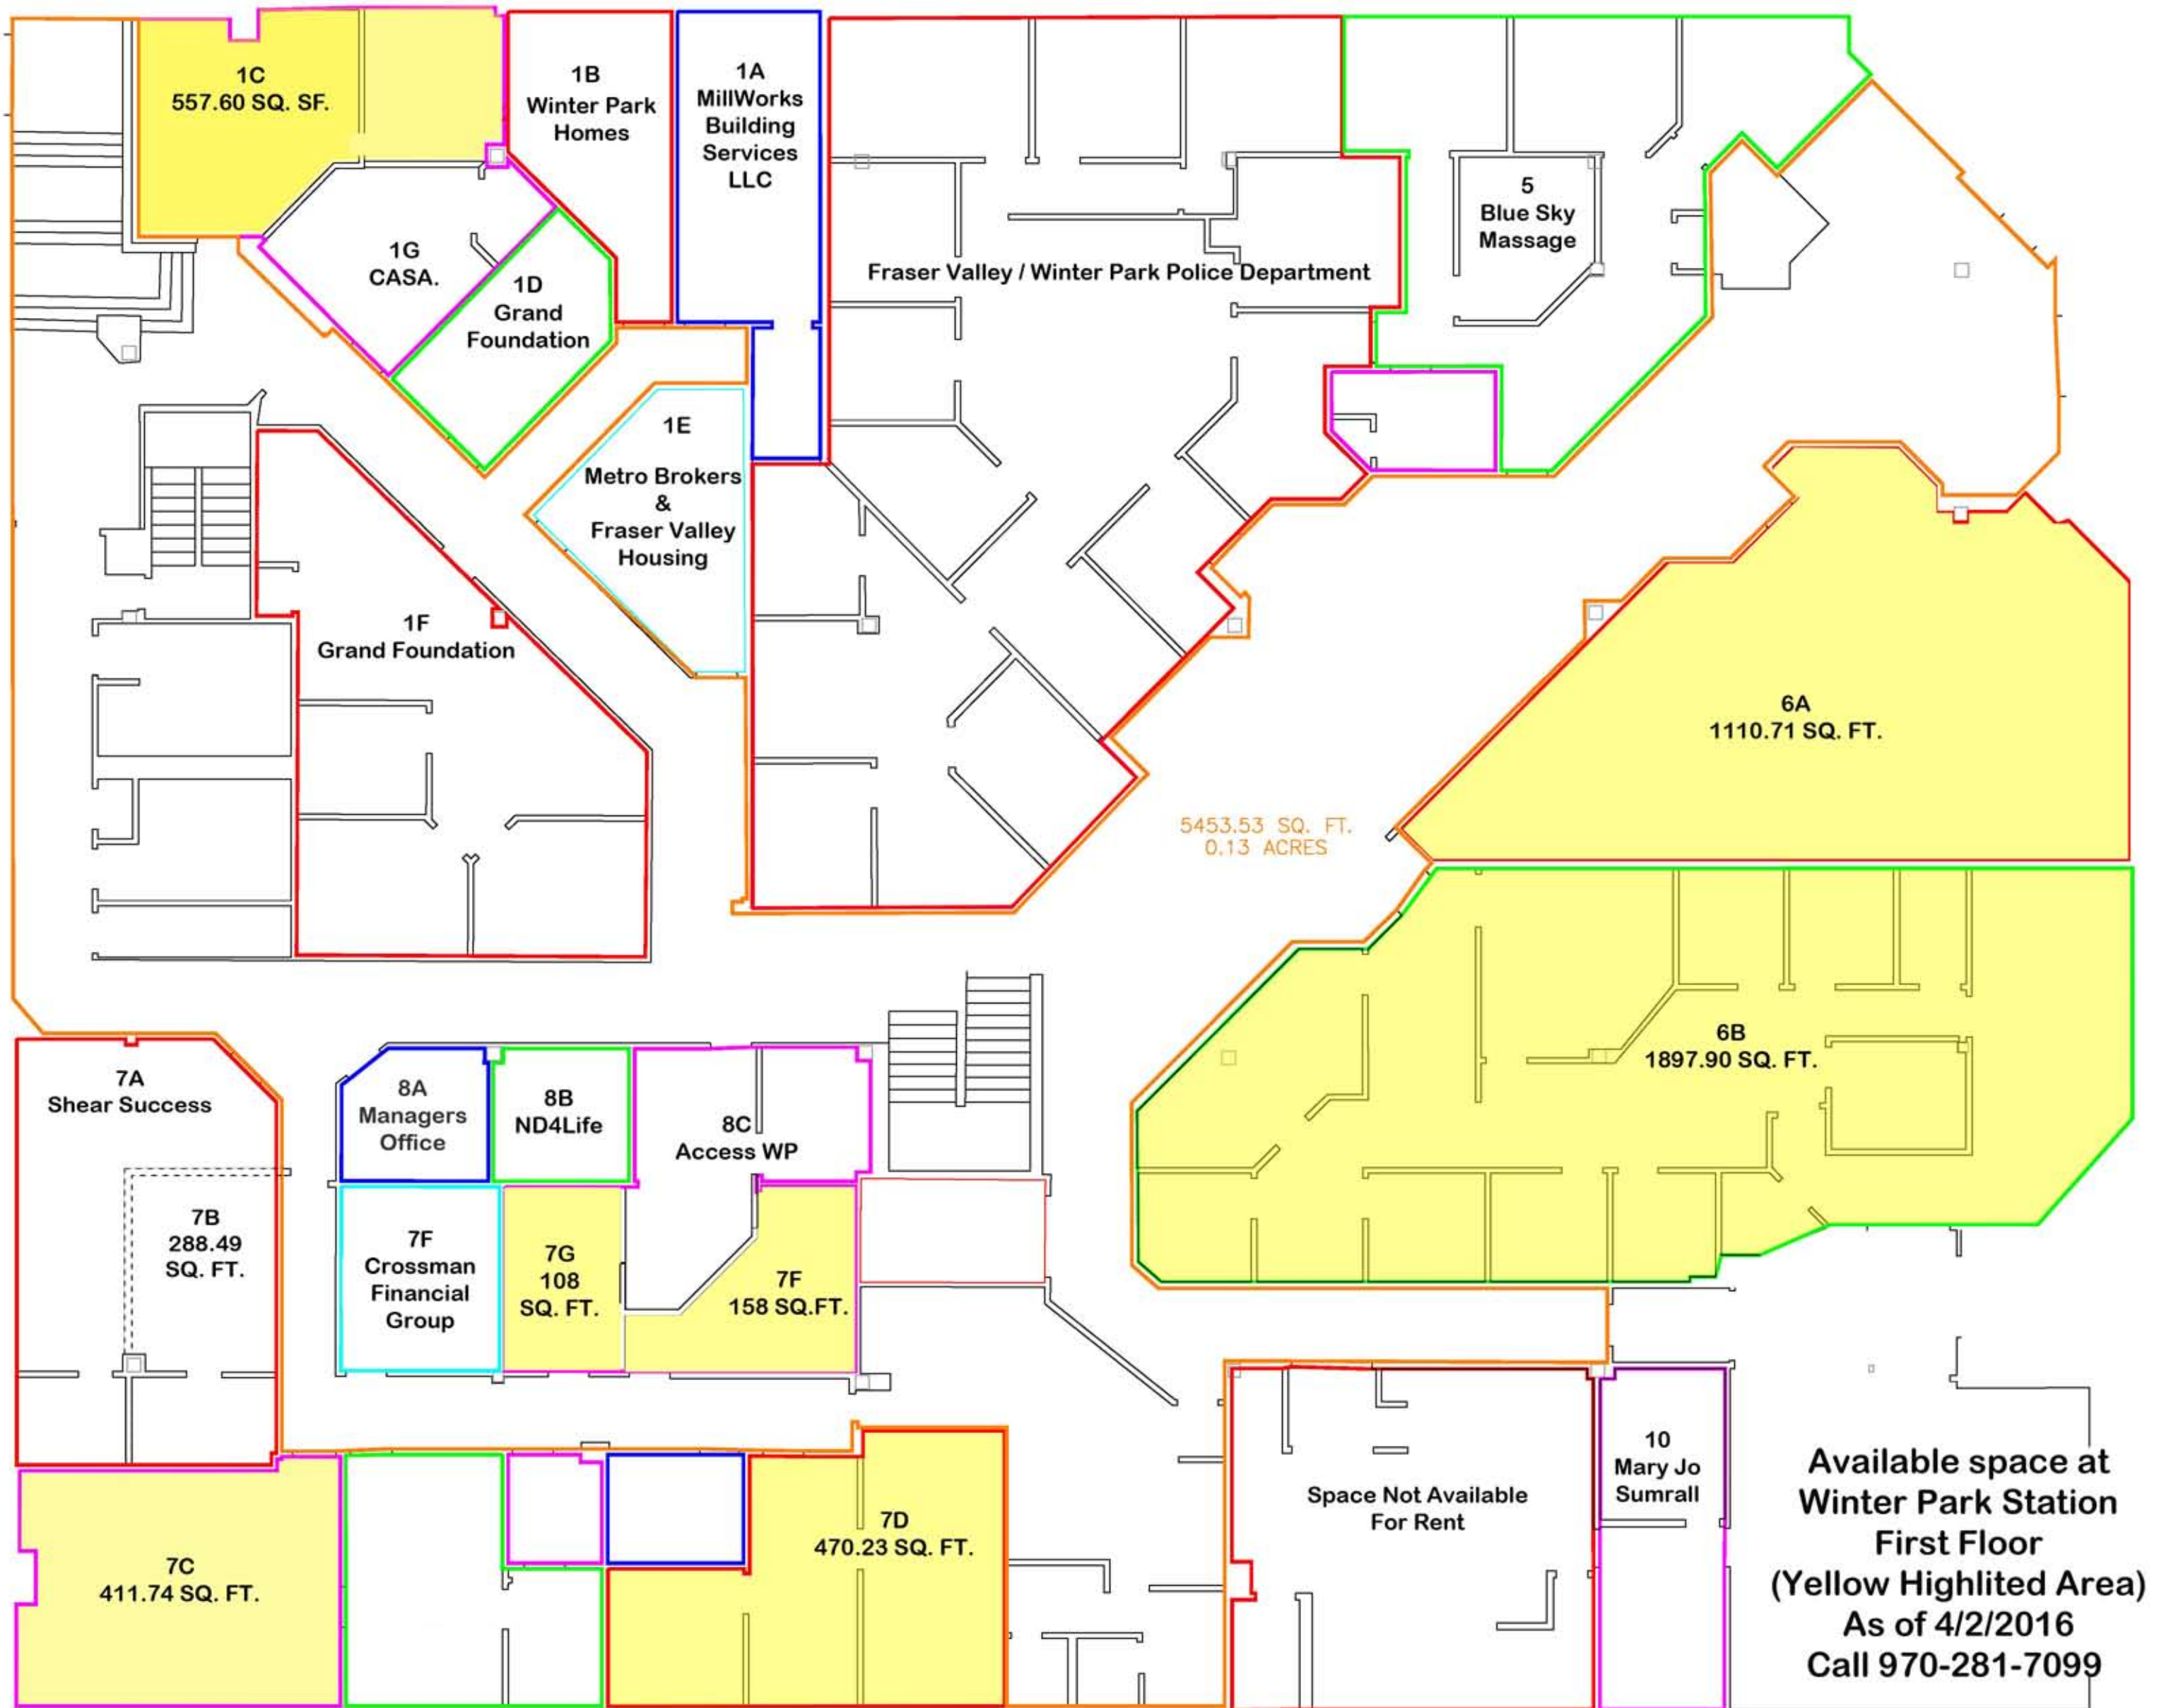 1C
557.60 SQ. SF.
1B
Winter Park
Homes
1A
MillWorks
Building
Services
LLC
1G
CASA.
1D
Grand
Foundation
Fraser Valley / Winter Park Police Department
5
Blue Sky
Massage
1E
Metro Brokers
&
Fraser Valley
Housing
1F
Grand Foundation
6A
1110.71 SQ. FT.
5453.53 SQ. FT.
0.13 ACRES
6B
1897.90 SQ. FT.
7A
Shear Success
7B
288.49
SQ. FT.
8A
Managers
Office
8B
ND4Life
8C
Access WP
7F
Crossman
Financial
Group
7G
108
SQ. FT.
7F
158 SQ.FT.
7C
411.74 SQ. FT.
7D
470.23 SQ. FT.
Space Not Available
For Rent
10
Mary Jo
Sumrall
Available space at
Winter Park Station
First Floor
(Yellow Highlited Area)
As of 4/2/2016
Call 970-281-7099